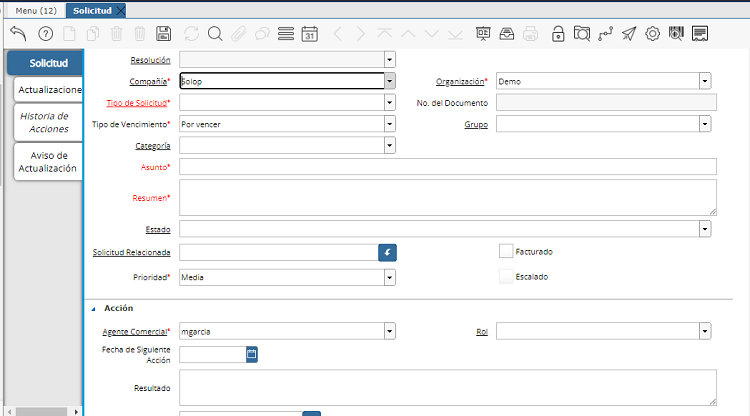 Menu (12) Solicitud
31
Solicitud
Actualizacione
Historia de
Acciones
Aviso de
Actualización
Resolución
Compañía* Solop Organización* Demo
Tipo de Solicitud* No. del Documento
Tipo de Vencimiento* Por vencer Grupo
Categoría
Asunto*
Resumen*
Estado
Solicitud Relacionada Facturado
Prioridad* Media Escalado
Acción
Agente Comercial* mgarcia Rol
Fecha de Siguiente
Acción
Resultado